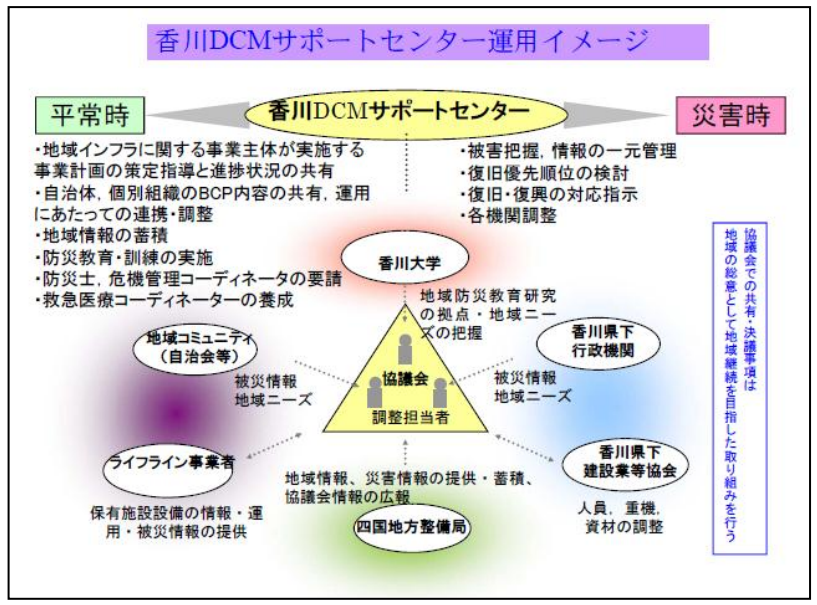 香川DCMサポートセンター運用イメージ
平常時
香川DCMサポートセンター
災害時
・地域インフラに関する事業主体が実施する
事業計画の策定指導と進捗状況の共有
・自治体，個別組織のBCP内容の共有，運用
にあたっての連携・調整
・地域情報の蓄積
・防災教育・訓練の実施
・防災士，危機管理コーディネータの要請
・救急医療コーディネーターの養成
・被害把握，情報の一元管理
・復旧優先順位の検討
・復旧・復興の対応指示
・各機関調整
協議会での共有・決議事項は
地域の総意として地域継続を目指した取り組みを行う
香川大学
地域防災教育研究
の拠点・地域ニー
ズの把握
地域コミュニティ
（自治会等）
被災情報
地域ニーズ
香川県下
行政機関
被災情報
地域ニーズ
協議会
調整担当者
ライフライン事業者
保有施設設備の情報・運
用・被災情報の提供
地域情報、災害情報の提供・蓄積、
協議会情報の広報
四国地方整備局
香川県下
建設業等協会
人員，重機，
資材の調整